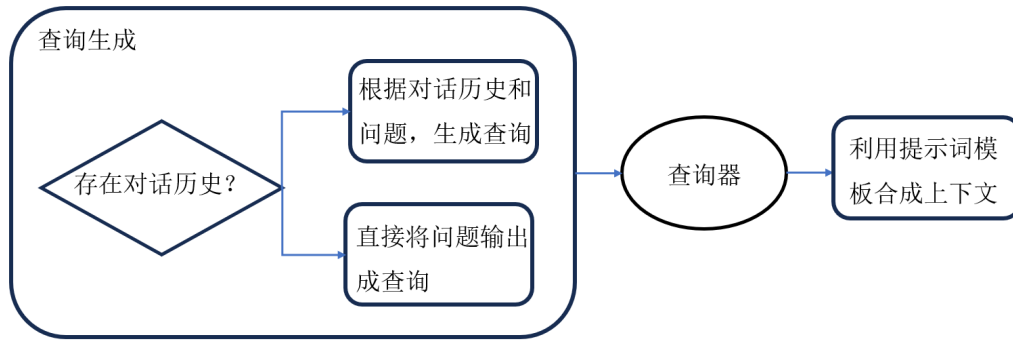 查询生成
存在对话历史？
根据对话历史和
问题，生成查询
直接将问题输出
成查询
查询器
利用提示词模
板合成上下文